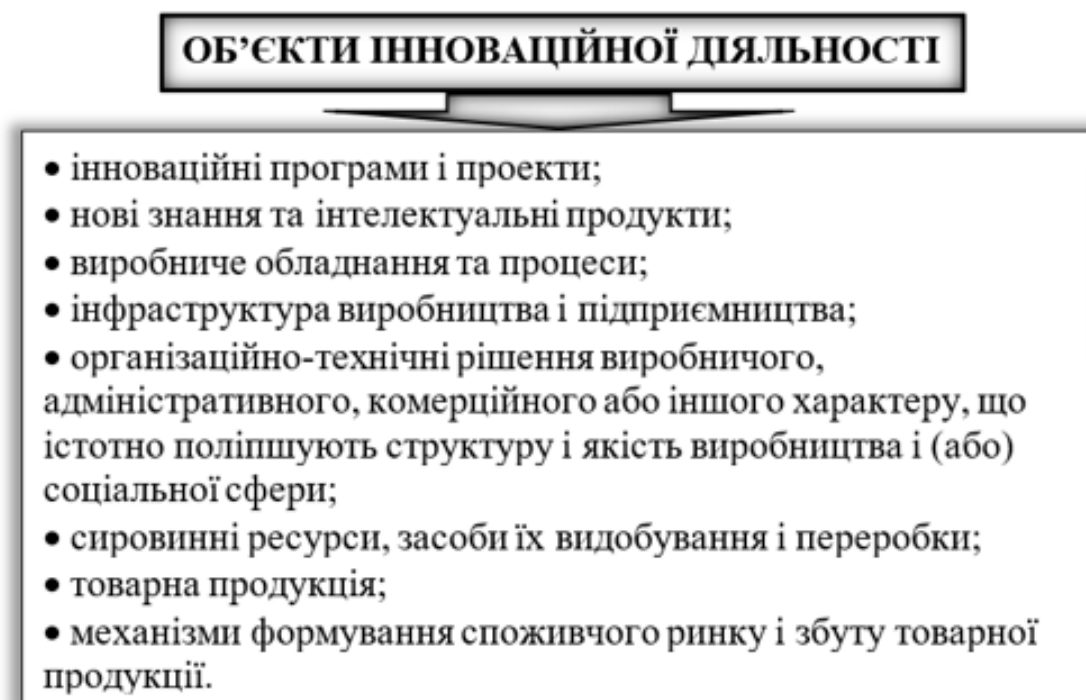 ОБ’ЄКТИ ІННОВАЦІЙНОЇ ДІЯЛЬНОСТІ
• інноваційні програми і проекти;
• нові знання та інтелектуальні продукти;
• виробниче обладнання та процеси;
• інфраструктура виробництва і підприємництва;
• організаційно-технічні рішення виробничого,
адміністративного, комерційного або іншого характеру, що
істотно поліпшують структуру і якість виробництва і (або)
соціальної сфери;
• сировинні ресурси, засоби їх видобування і переробки;
• товарна продукція;
• механізми формування споживчого ринку і збуту товарної
продукції.